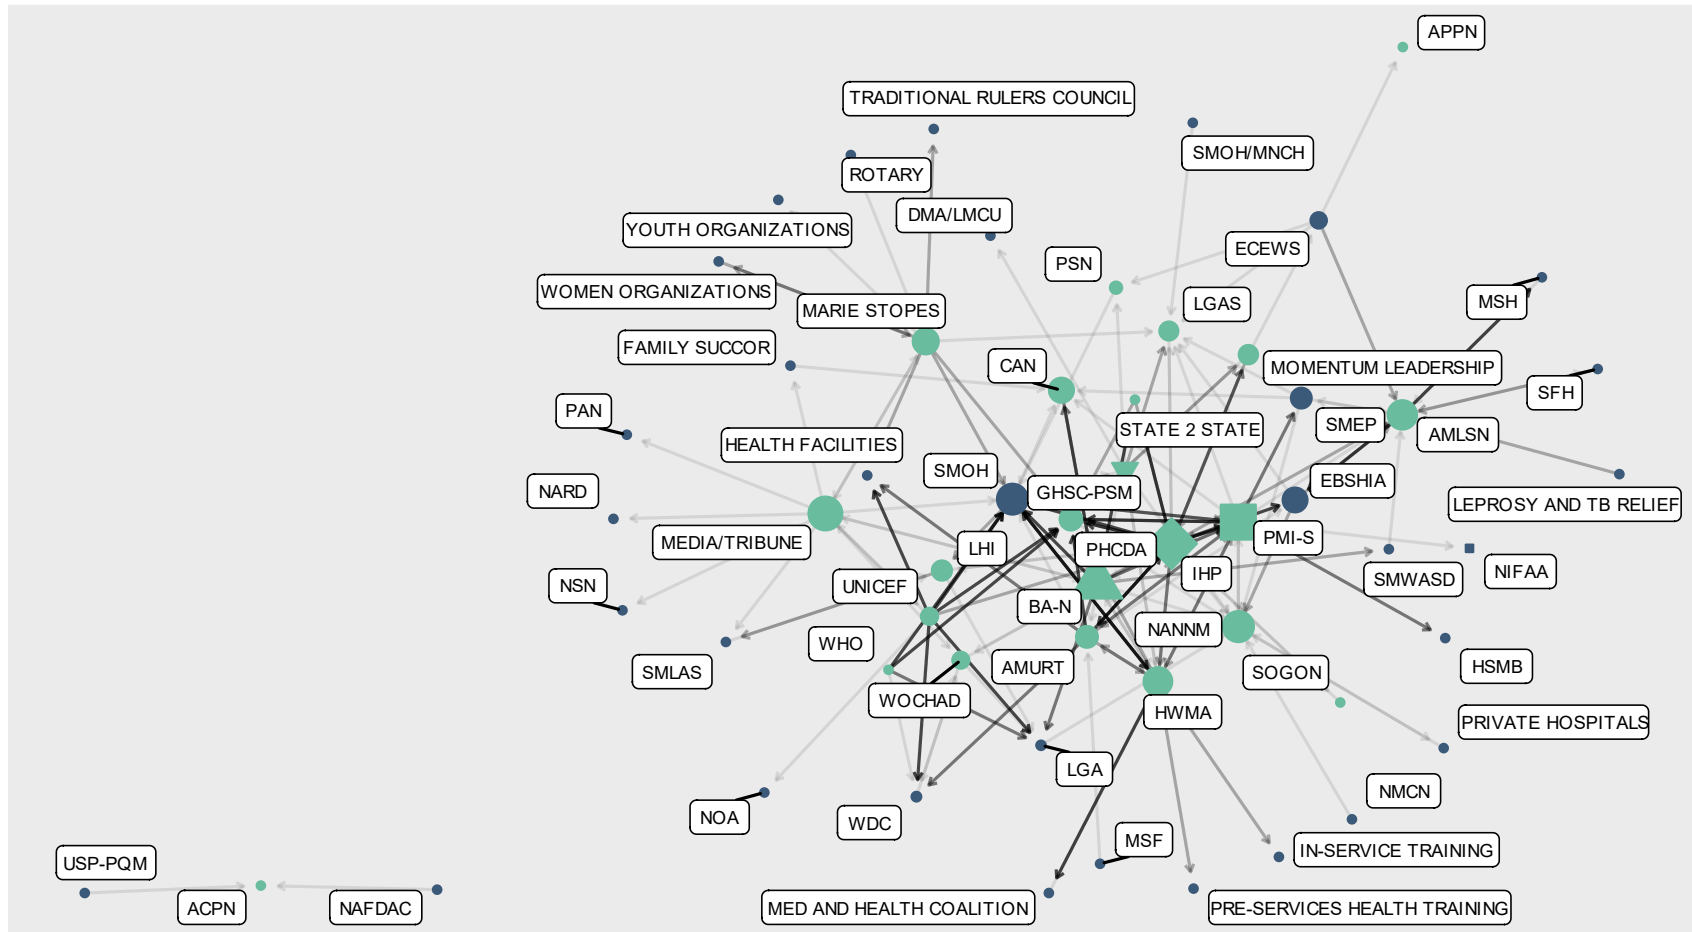 APPN
TRADITIONAL RULERS COUNCIL
SMOH/MNCH
ROTARY
DMA/LMCU
YOUTH ORGANIZATIONS
ECEWS
PSN
WOMEN ORGANIZATIONS
MSH
LGAS
MARIE STOPES
FAMILY SUCCOR
CAN
MOMENTUM LEADERSHIP
SFH
PAN
STATE 2 STATE
SMEP
AMLSN
HEALTH FACILITIES
SMOH
EBSHIA
NARD
GHSC-PSM
LEPROSY AND TB RELIEF
MEDIA/TRIBUNE
LHI
PHCDA
PMI-S
NIFAA
IHP
SMWASD
NSN
UNICEF
BA-N
NANNM
WHO
SMLAS
AMURT
SOGON
HSMB
WOCHAD
HWMA
PRIVATE HOSPITALS
LGA
NMCN
NOA
WDC
MSF
IN-SERVICE TRAINING
USP-PQM
ACPN
NAFDAC
MED AND HEALTH COALITION
PRE-SERVICES HEALTH TRAINING